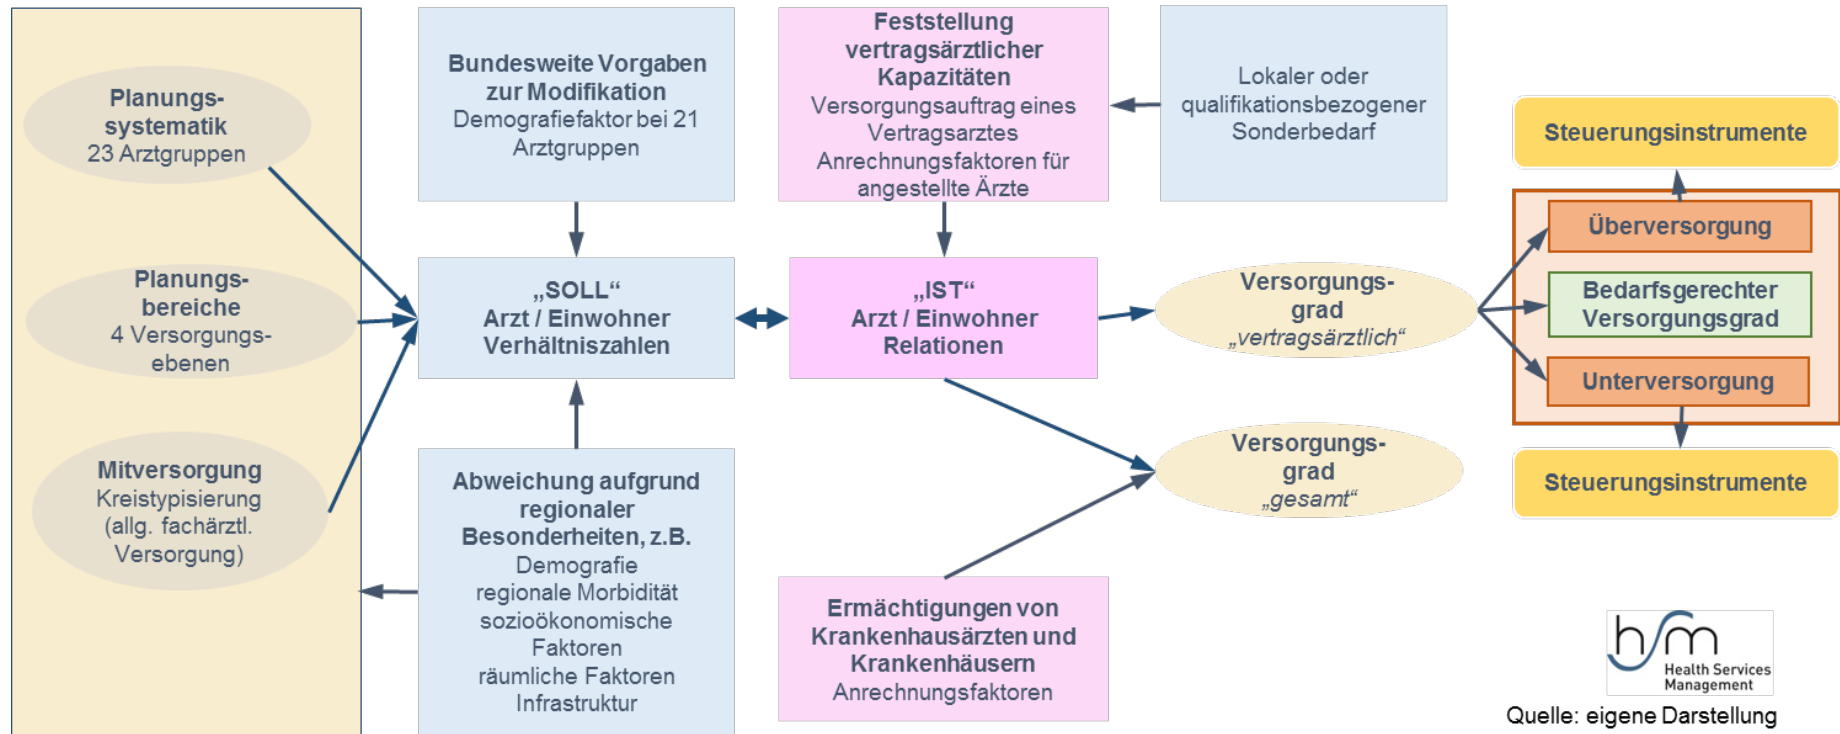 Planungs-
systematik
23 Arztgruppen
Planungs-
bereiche
4 Versorgungs-
ebenen
Mitversorgung
Kreistypisierung
(allg. fachärztl.
Versorgung)
Bundesweite Vorgaben
zur Modifikation
Demografiefaktor bei 21
Arztgruppen
„SOLL“
Arzt / Einwohner
Verhältniszahlen
Abweichung aufgrund
regionaler
Besonderheiten, z.B.
Demografie
regionale Morbidität
sozioökonomische
Faktoren
räumliche Faktoren
Infrastruktur
Feststellung
vertragsärztlicher
Kapazitäten
Versorgungsauftrag eines
Vertragsarztes
Anrechnungsfaktoren für
angestellte Ärzte
„IST“
Arzt / Einwohner
Relationen
Ermächtigungen von
Krankenhausärzten und
Krankenhäusern
Anrechnungsfaktoren
Lokaler oder
qualifikationsbezogener
Sonderbedarf
Versorgungs-
grad
„vertragsärztlich“
Versorgungs-
grad
„gesamt“
Steuerungsinstrumente
Überversorgung
Bedarfsgerechter
Versorgungsgrad
Unterversorgung
Steuerungsinstrumente
hsm
Health Services
Management
Quelle: eigene Darstellung